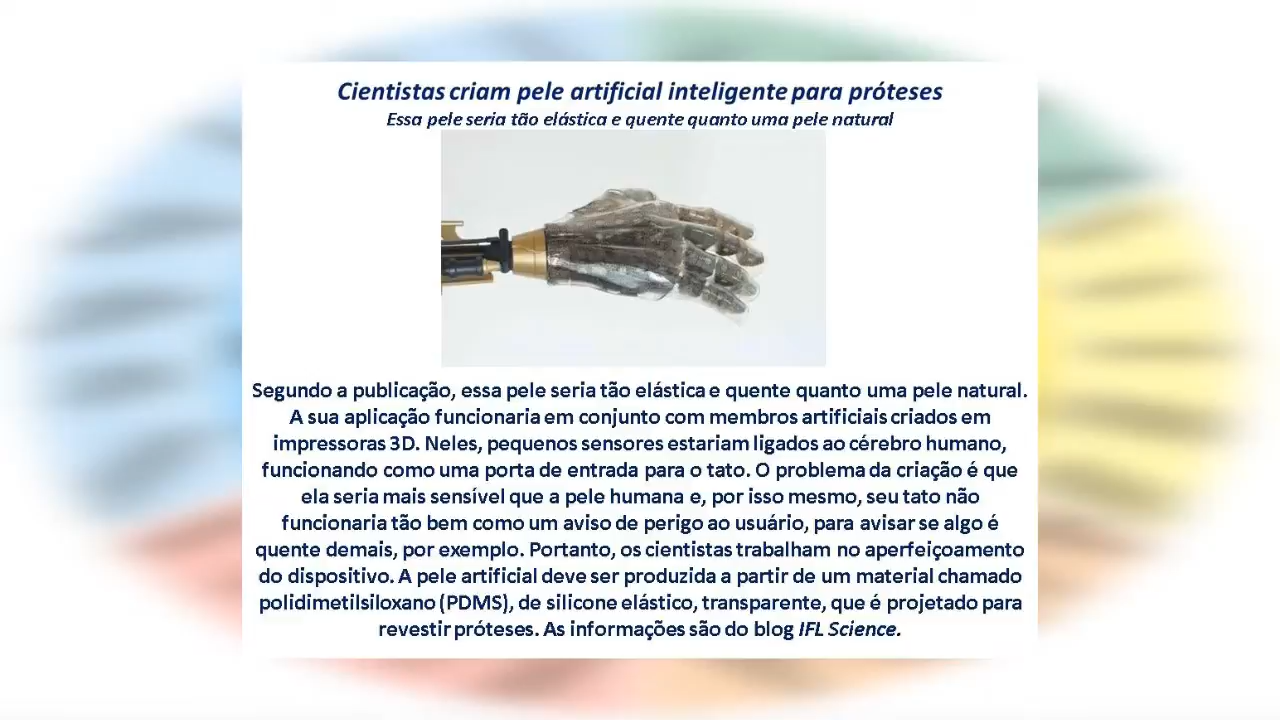 Cientistas criam pele artificial inteligente para próteses
Essa pele seria tão elástica e quente quanto uma pele natural
Segundo a publicação, essa pele seria tão elástica e quente quanto uma pele natural.
A sua aplicação funcionaria em conjunto com membros artificiais criados em
impressoras 3D. Neles, pequenos sensores estariam ligados ao cérebro humano,
funcionando como uma porta de entrada para o tato. O problema da criação é que
ela seria mais sensível que a pele humana e, por isso mesmo, seu tato não
funcionaria tão bem como um aviso de perigo ao usuário, para avisar se algo é
quente demais, por exemplo. Portanto, os cientistas trabalham no aperfeiçoamento
do dispositivo. A pele artificial deve ser produzida a partir de um material chamado
polidimetilsiloxano (PDMS), de silicone elástico, transparente, que é projetado para
revestir próteses. As informações são do blog IFL Science.